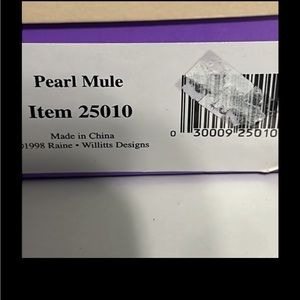 Pearl Mule
Item 25010
Made in China
©1998 Raine • Willitts Designs
0 30009 25010